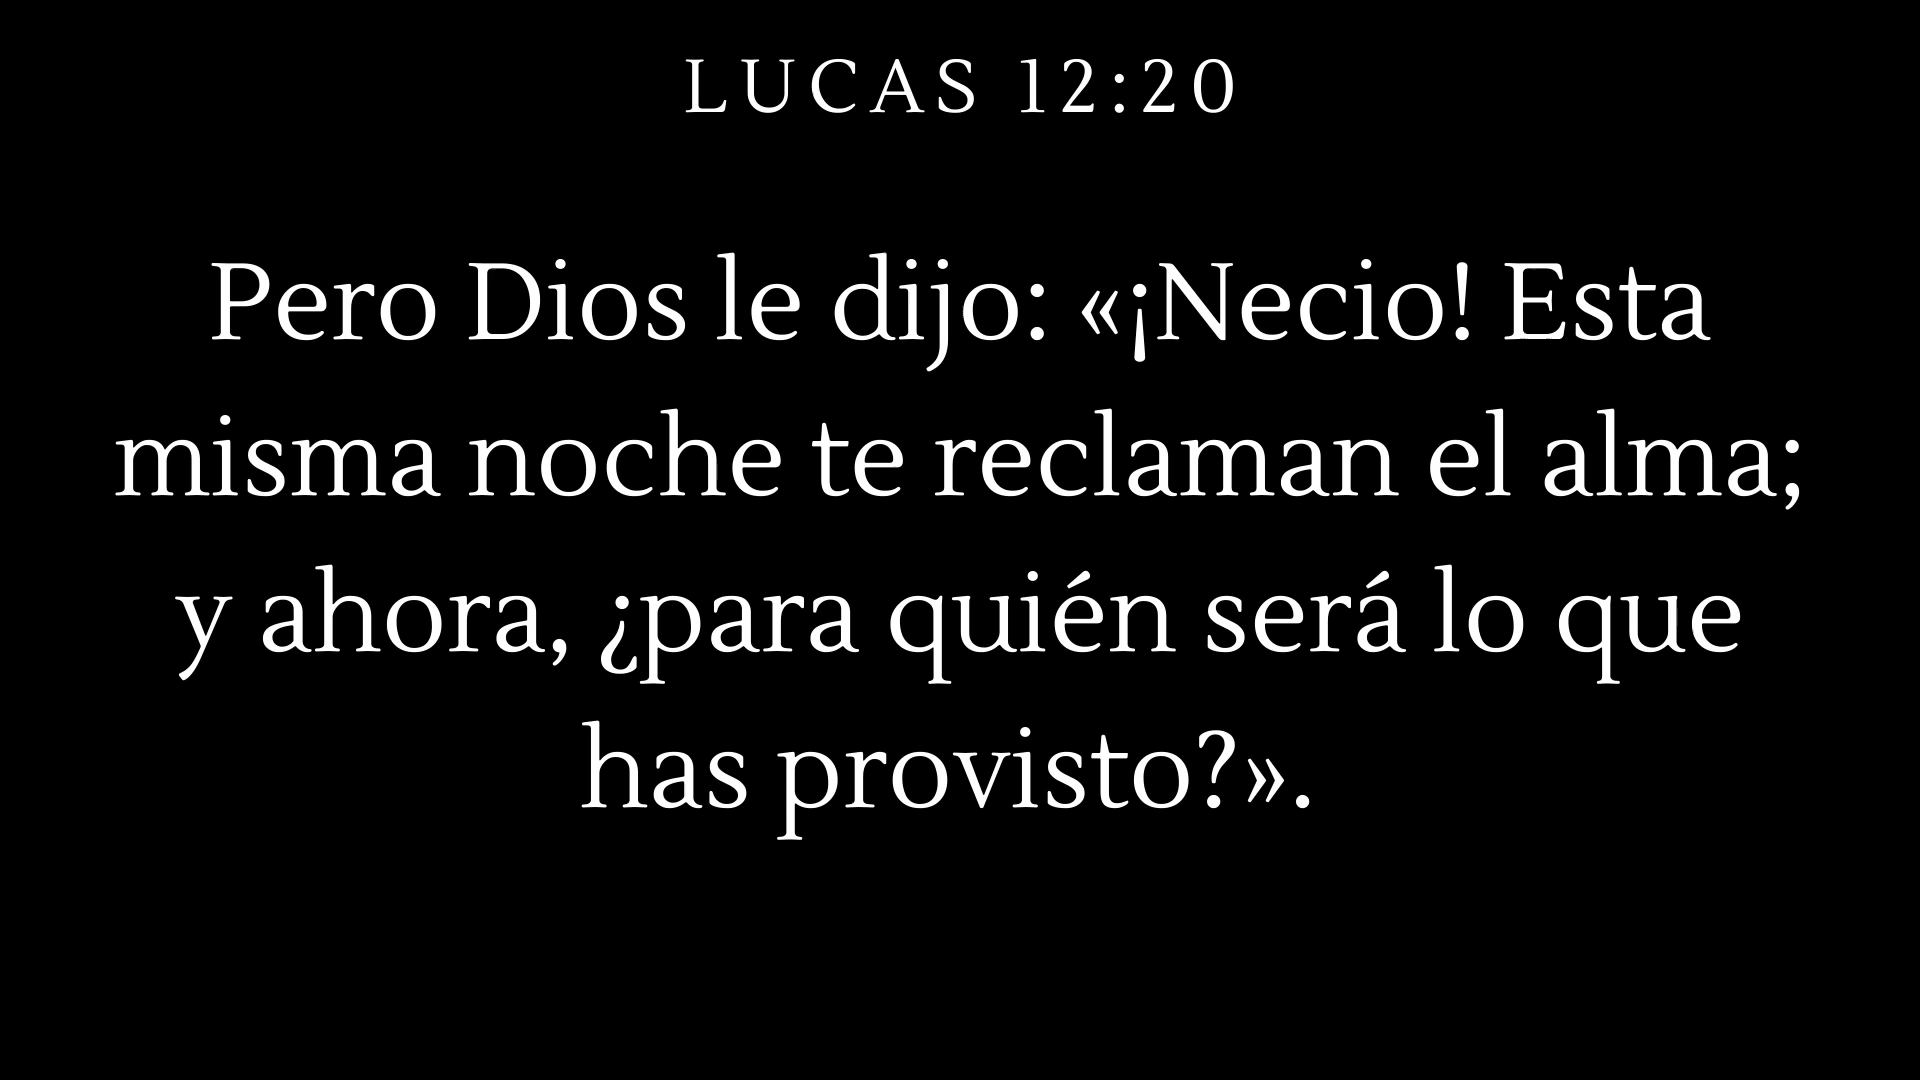 LUCAS 12:20
Pero Dios le dijo: «¡Necio! Esta
misma noche te reclaman el alma;
y ahora, ¿para quién será lo que
has provisto?».